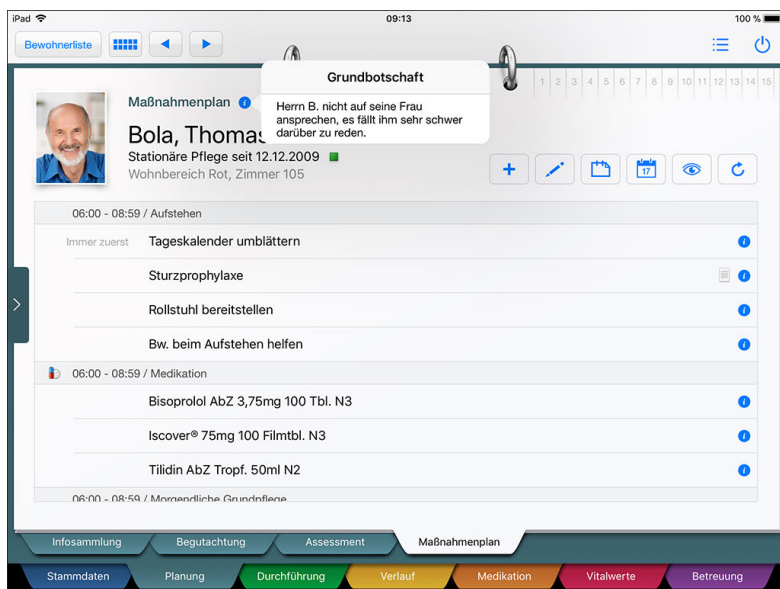 iPad 09:13 100 %
Bewohnerliste
Grundbotschaft
Herrn B. nicht auf seine Frau
ansprechen, es fällt ihm sehr schwer
darüber zu reden.
1 2 3 4 5 6 7 8 9 10 11 12 13 14 15
Maßnahmenplan i
Bola, Thomas
Stationäre Pflege seit 12.12.2009
Wohnbereich Rot, Zimmer 105
17
06:00 - 08:59 / Aufstehen
Immer zuerst Tageskalender umblättern i
Sturzprophylaxe i
Rollstuhl bereitstellen i
Bw. beim Aufstehen helfen i
06:00 - 08:59 / Medikation
Bisoprolol AbZ 3,75mg 100 Tbl. N3 i
Iscover® 75mg 100 Filmtbl. N3 i
Tilidin AbZ Tropf. 50ml N2 i
06:00 - 08:59 / Morgendliche Grundpflege
Infosammlung Begutachtung Assessment Maßnahmenplan
Stammdaten Planung Durchführung Verlauf Medikation Vitalwerte Betreuung